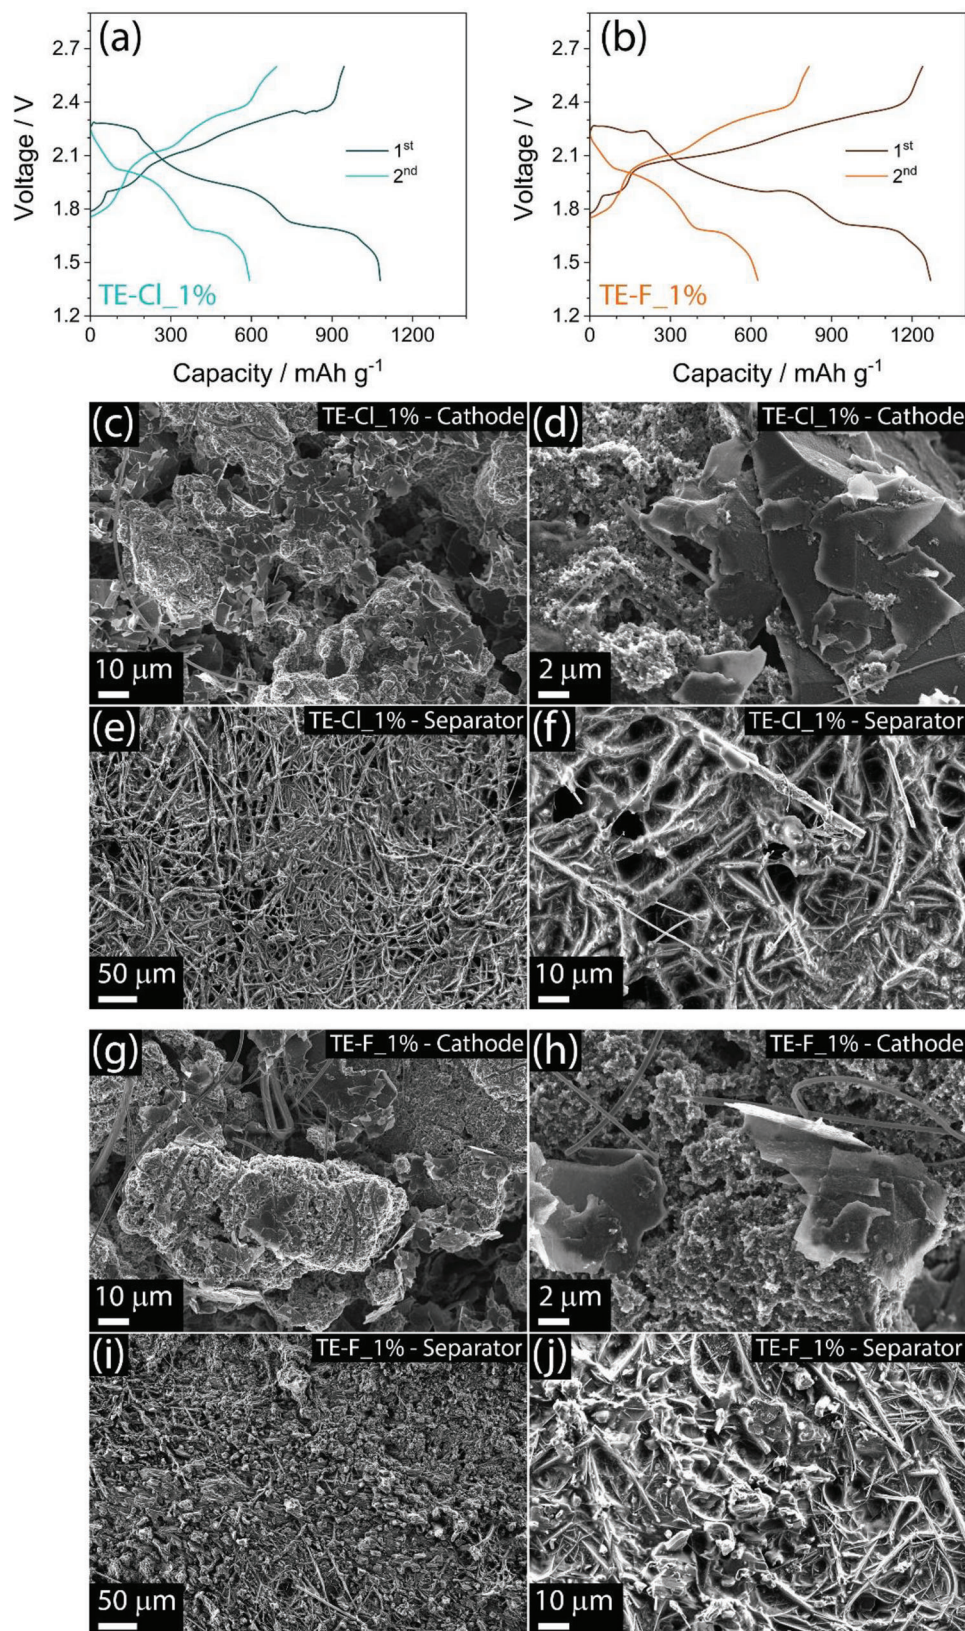 (a)
2.7
2.4
2.1
1.8
1.5
1.2
Voltage / V
1st
2nd
TE-Cl_1%
0 300 600 900 1200
Capacity / mAh g-1
(b)
2.7
2.4
2.1
1.8
1.5
1.2
Voltage / V
1st
2nd
TE-F_1%
0 300 600 900 1200
Capacity / mAh g-1
(c) TE-Cl_1% - Cathode
10 μm
(d) TE-Cl_1% - Cathode
2 μm
(e) TE-Cl_1% - Separator
50 μm
(f) TE-Cl_1% - Separator
10 μm
(g) TE-F_1% - Cathode
10 μm
(h) TE-F_1% - Cathode
2 μm
(i) TE-F_1% - Separator
50 μm
(j) TE-F_1% - Separator
10 μm